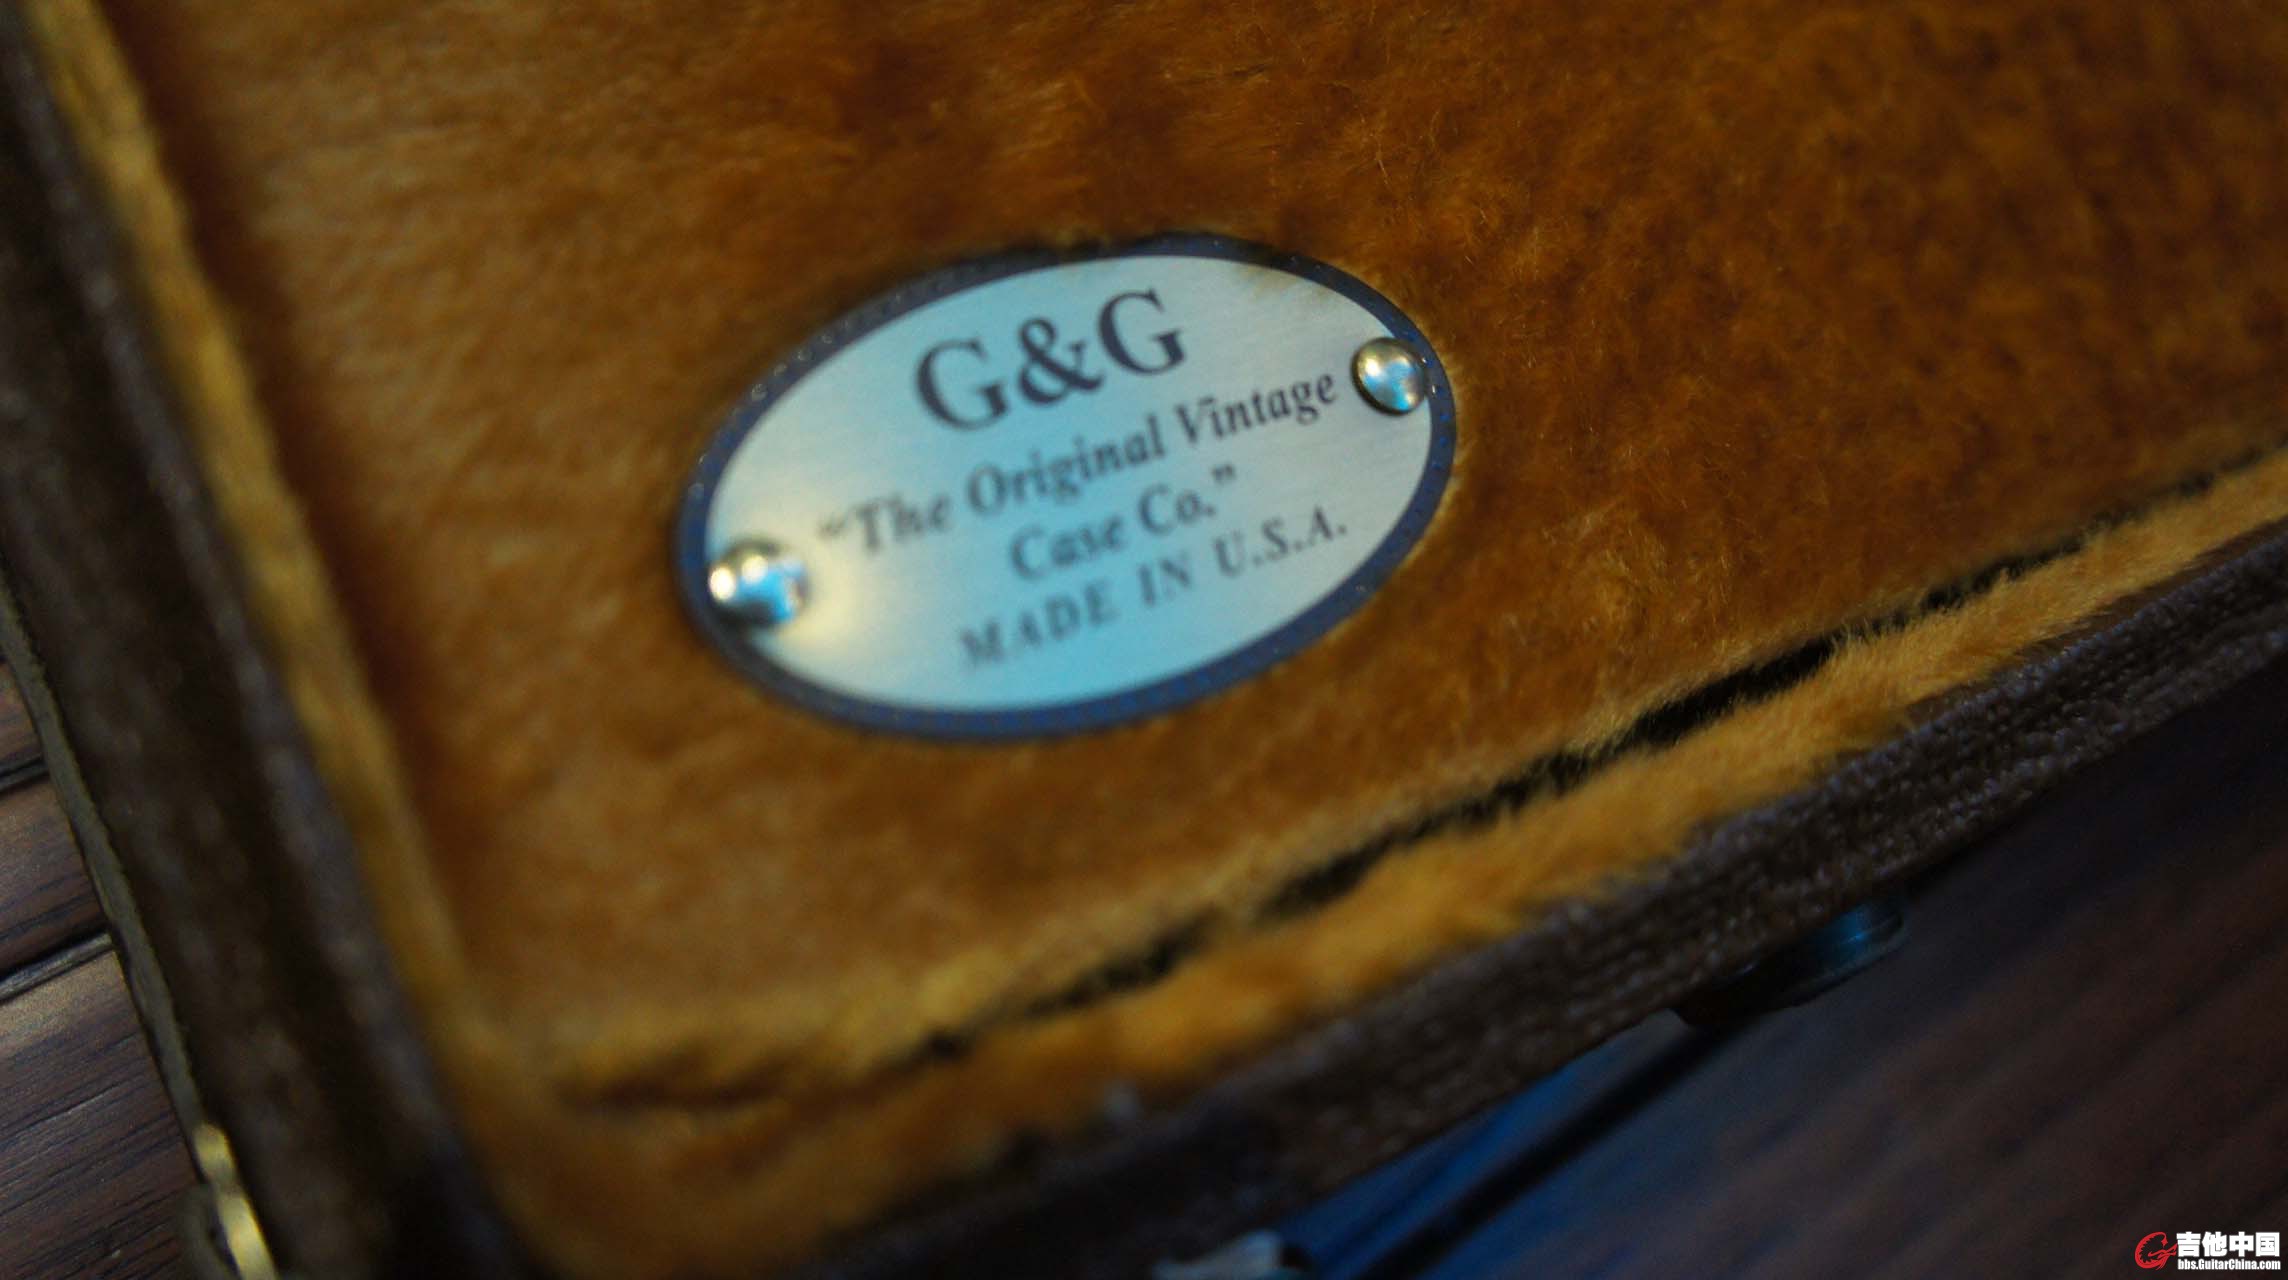 G&G
"The Original Vintage
Case Co."
MADE IN U.S.A.
吉他中国
bbs.GuitarChina.com